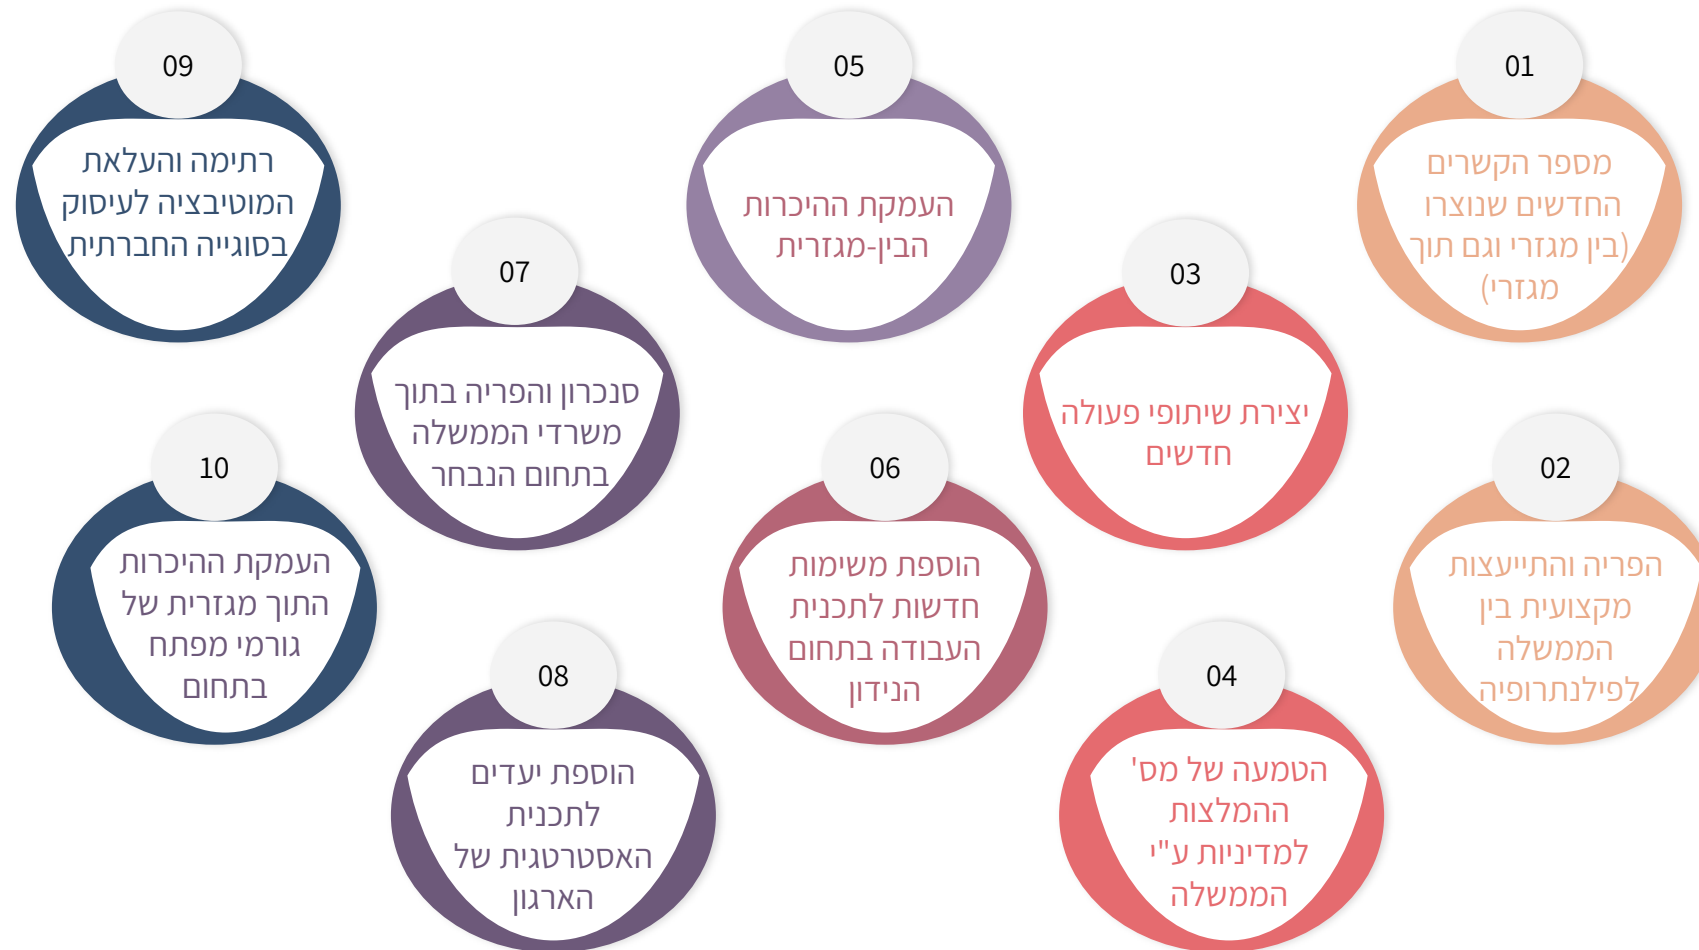 01
מספר הקשרים
החדשים שנוצרו
(בין מגזרי וגם תוך
מגזרי)
02
הפריה והתייעצות
מקצועית בין
הממשלה
לפילנתרופיה
03
יצירת שיתופי פעולה
חדשים
04
הטמעה של מס'
ההמלצות
למדיניות ע"י
הממשלה
05
העמקת ההיכרות
הבין-מגזרית
06
הוספת משימות
חדשות לתכנית
העבודה בתחום
הנידון
07
סנכרון והפריה בתוך
משרדי הממשלה
בתחום הנבחר
08
הוספת יעדים
לתכנית
האסטרטגית של
הארגון
09
רתימה והעלאת
המוטיבציה לעיסוק
בסוגייה החברתית
10
העמקת ההיכרות
התוך מגזרית של
גורמי מפתח
בתחום